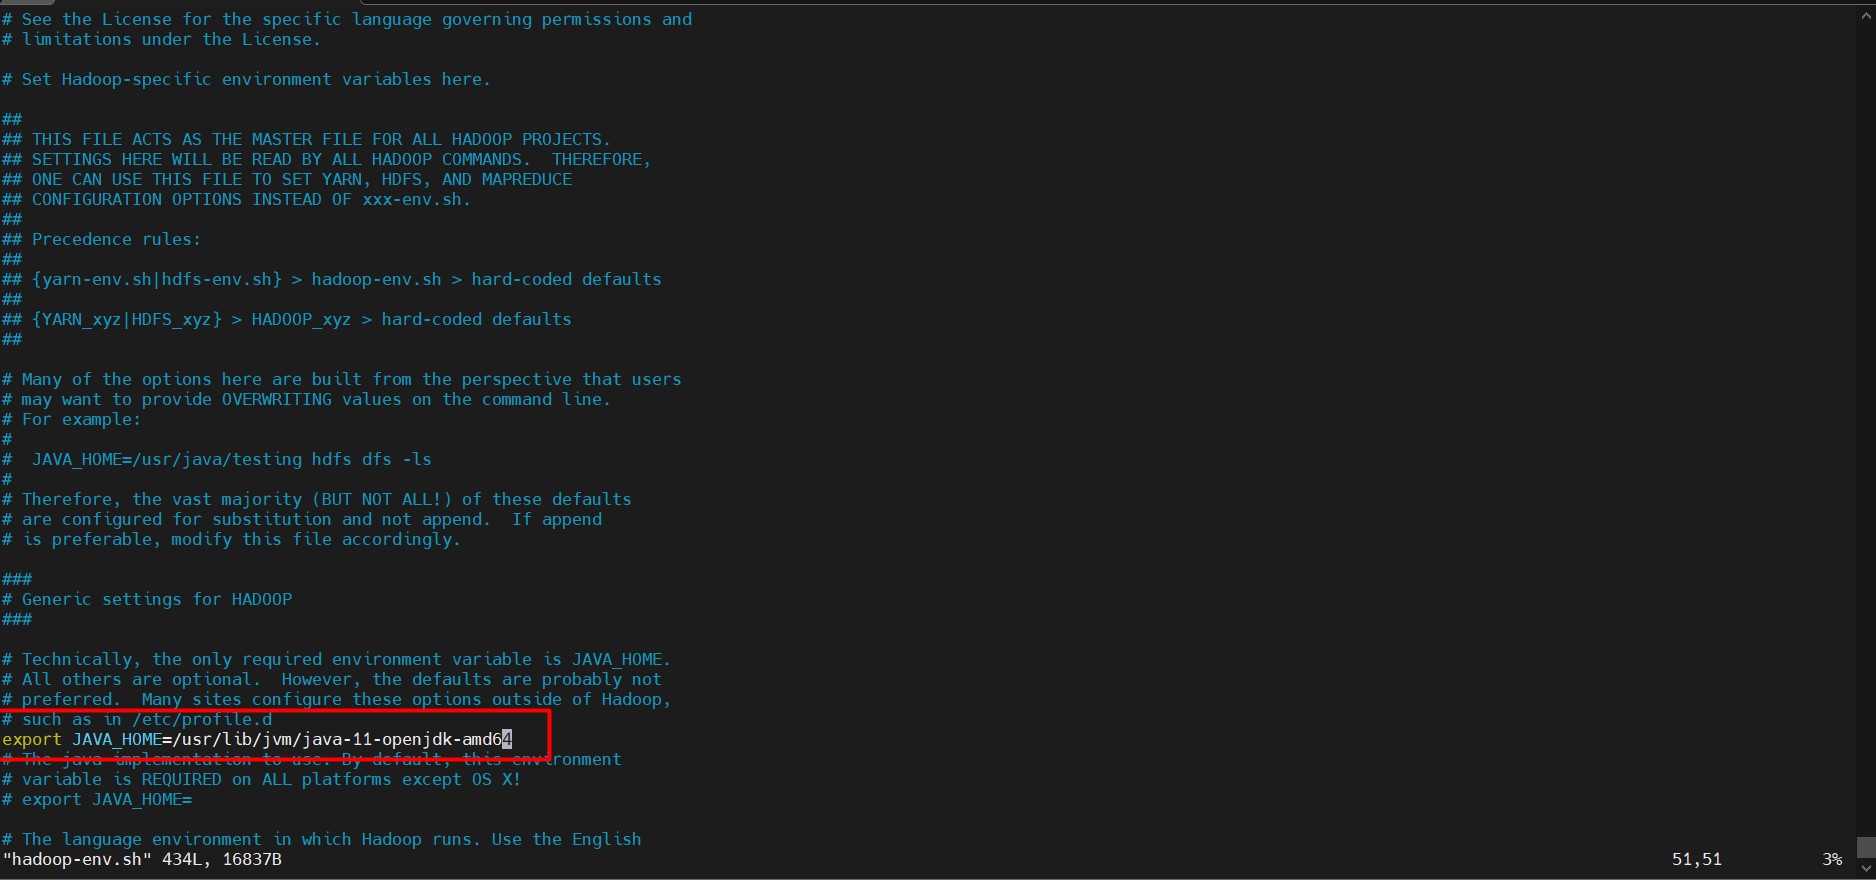 # See the License for the specific language governing permissions and
# limitations under the License.
# Set Hadoop-specific environment variables here.
##
## THIS FILE ACTS AS THE MASTER FILE FOR ALL HADOOP PROJECTS.
## SETTINGS HERE WILL BE READ BY ALL HADOOP COMMANDS.  THEREFORE,
## ONE CAN USE THIS FILE TO SET YARN, HDFS, AND MAPREDUCE
## CONFIGURATION OPTIONS INSTEAD OF xxx-env.sh.
##
## Precedence rules:
##
## {yarn-env.sh|hdfs-env.sh} > hadoop-env.sh > hard-coded defaults
##
## {YARN_xyz|HDFS_xyz} > HADOOP_xyz > hard-coded defaults
##
# Many of the options here are built from the perspective that users
# may want to provide OVERWRITING values on the command line.
# For example:
#
#  JAVA_HOME=/usr/java/testing hdfs dfs -ls
#
# Therefore, the vast majority (BUT NOT ALL!) of these defaults
# are configured for substitution and not append.  If append
# is preferable, modify this file accordingly.
###
# Generic settings for HADOOP
###
# Technically, the only required environment variable is JAVA_HOME.
# All others are optional.  However, the defaults are probably not
# preferred.  Many sites configure these options outside of Hadoop,
# such as in /etc/profile.d
export JAVA_HOME=/usr/lib/jvm/java-11-openjdk-amd64
# The java implementation to use. By default, this environment
# variable is REQUIRED on ALL platforms except OS X!
# export JAVA_HOME=
# The language environment in which Hadoop runs. Use the English
"hadoop-env.sh" 434L, 16837B 51,51 3%